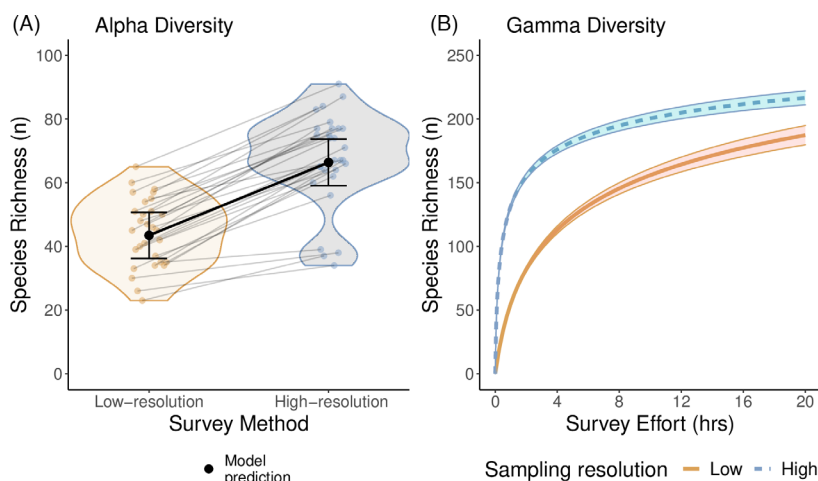 (A) Alpha Diversity
Species Richness (n)
100
80
60
40
20
0
Low-resolution High-resolution
Survey Method
Model
prediction
(B) Gamma Diversity
Species Richness (n)
250
200
150
100
50
0
0 4 8 12 16 20
Survey Effort (hrs)
Sampling resolution Low High